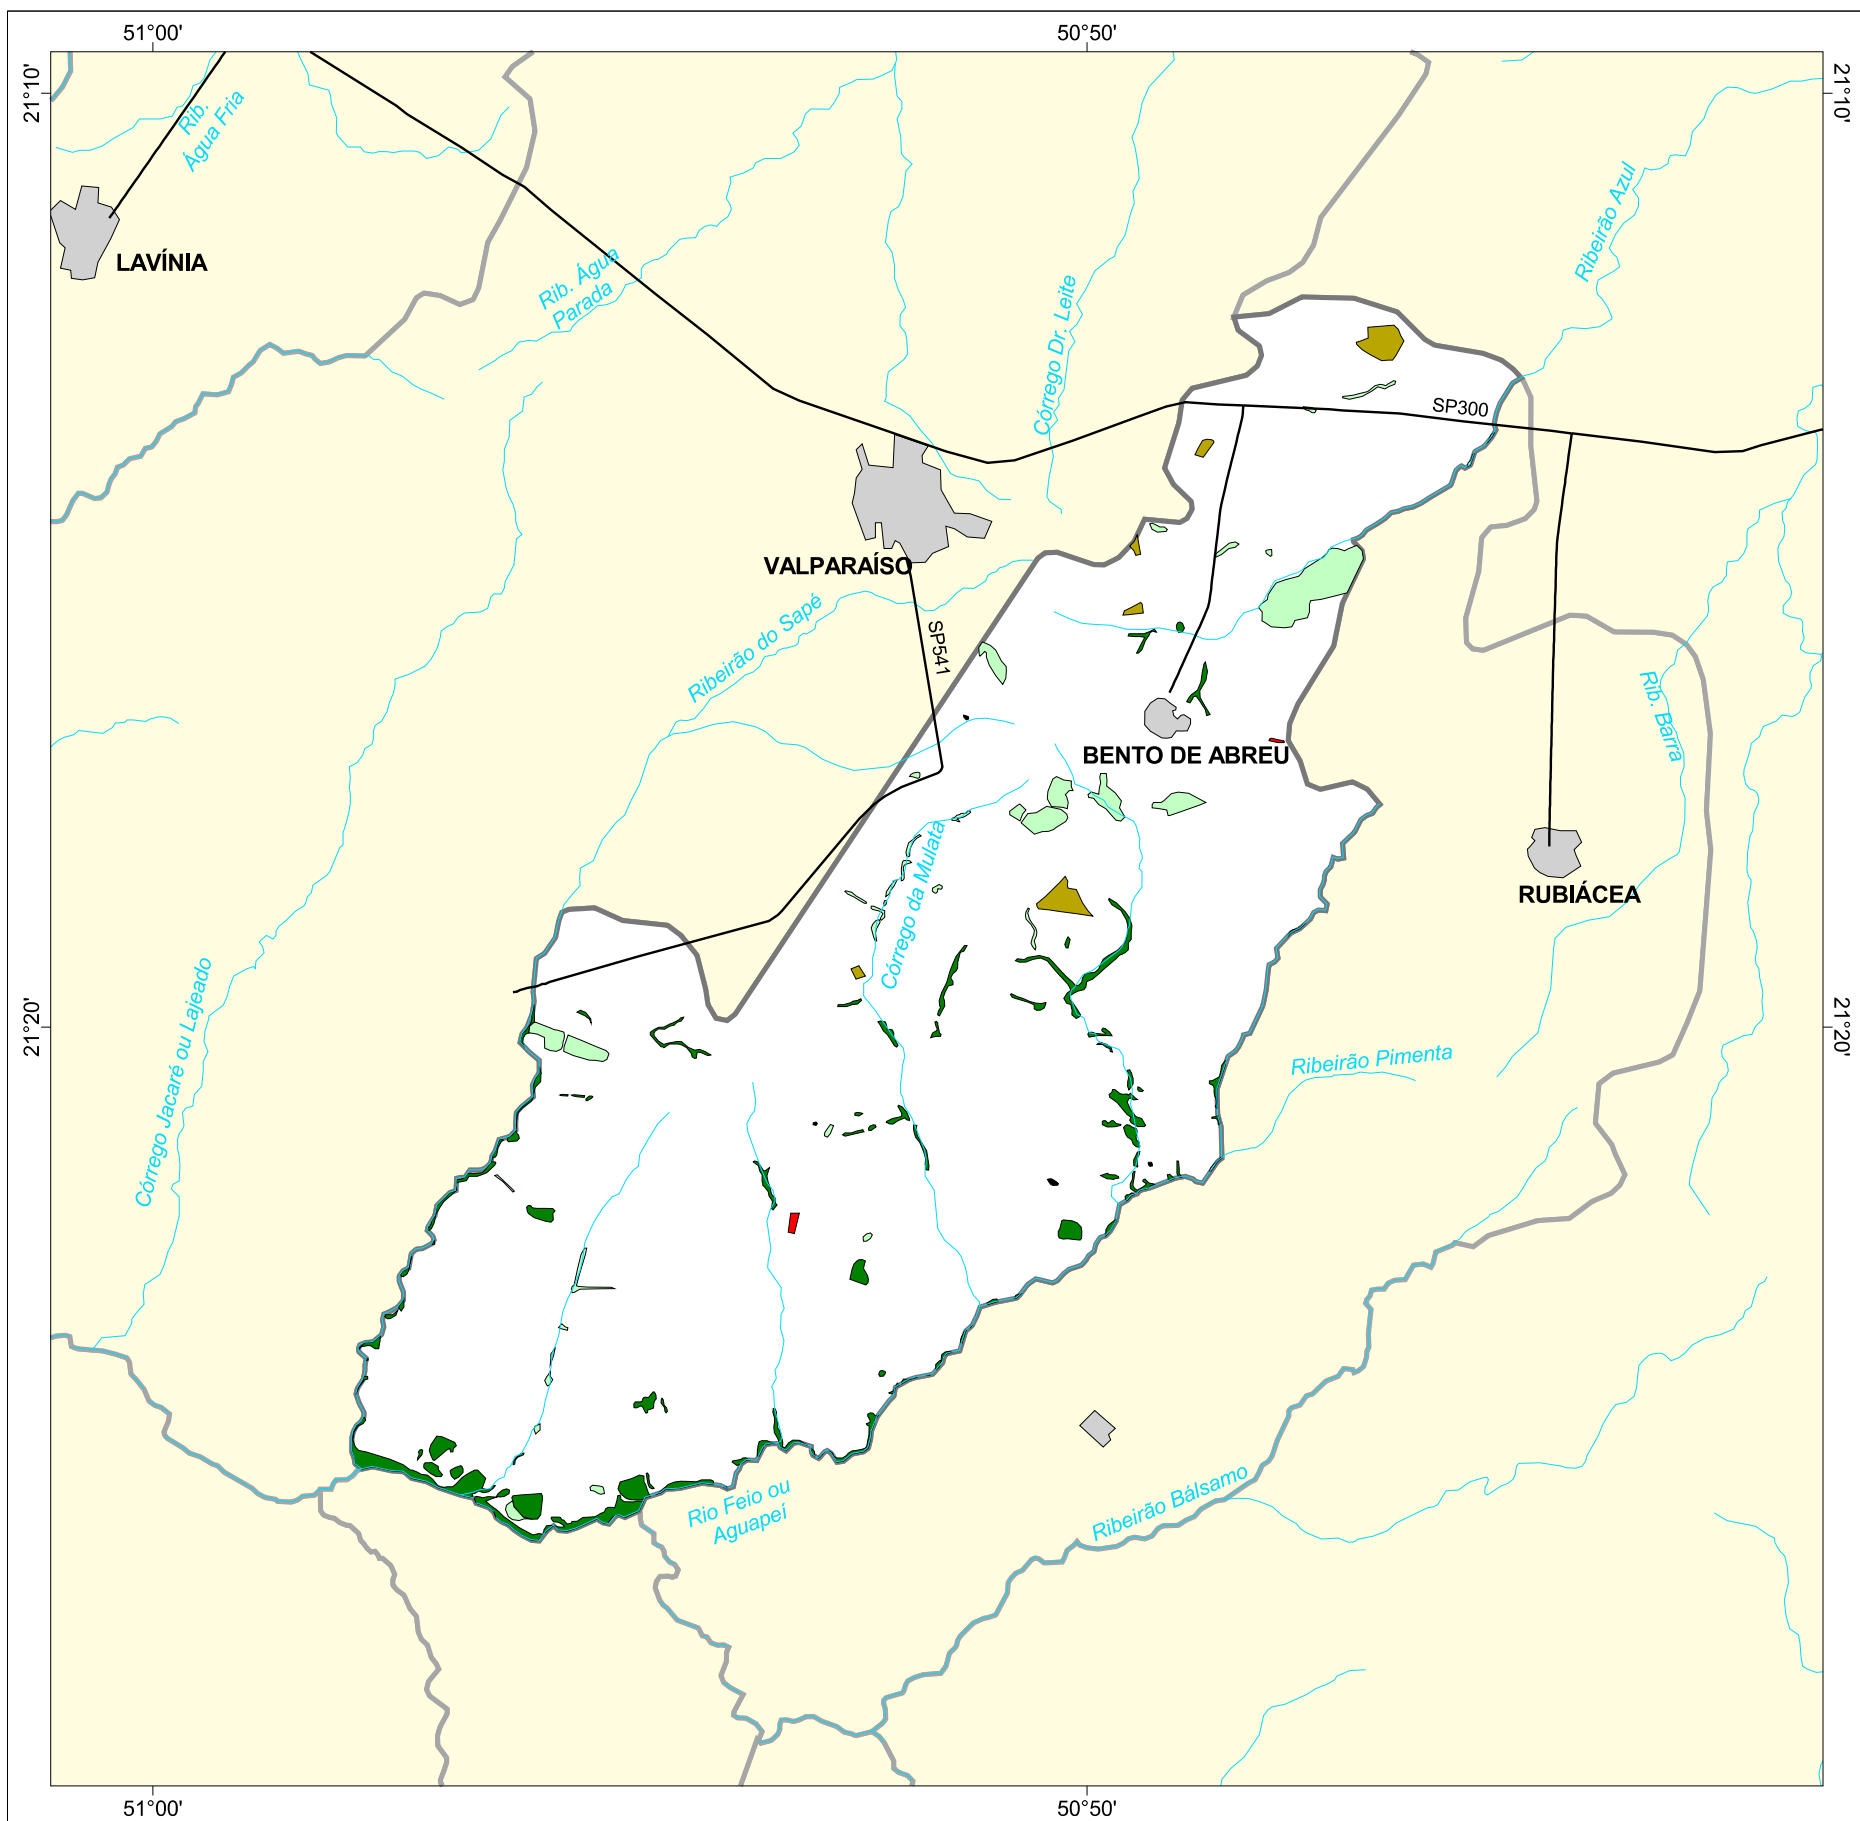 51°00'
50°50'
21°10'
21°10'
Rib.
Água Fria
Ribeirão Azul
LAVÍNIA
Rib. Água
Parada
Córrego Dr. Leite
SP300
VALPARAÍSO
Ribeirão do Sapé
SP541
Rib. Barra
BENTO DE ABREU
RUBIÁCEA
Córrego da Mulata
Córrego Jacaré ou Lajeado
21°20'
21°20'
Ribeirão Pimenta
Rio Feio ou
Aguapeí
Ribeirão Bálsamo
51°00'
50°50'